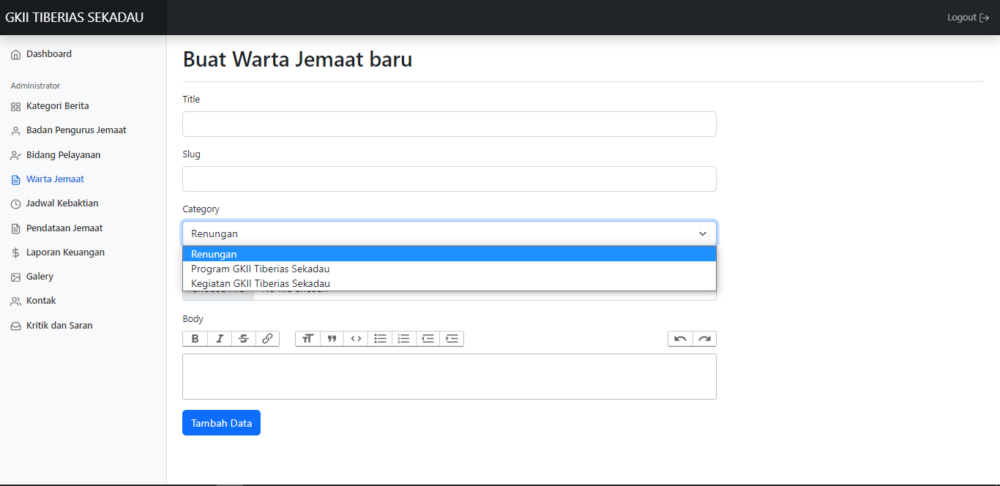 GKII TIBERIAS SEKADAU
Logout
Dashboard
Administrator
Kategori Berita
Badan Pengurus Jemaat
Bidang Pelayanan
Warta Jemaat
Jadwal Kebaktian
Pendataan Jemaat
Laporan Keuangan
Galery
Kontak
Kritik dan Saran
Buat Warta Jemaat baru
Title
Slug
Category
Renungan
Renungan
Program GKII Tiberias Sekadau
Kegiatan GKII Tiberias Sekadau
Body
Tambah Data